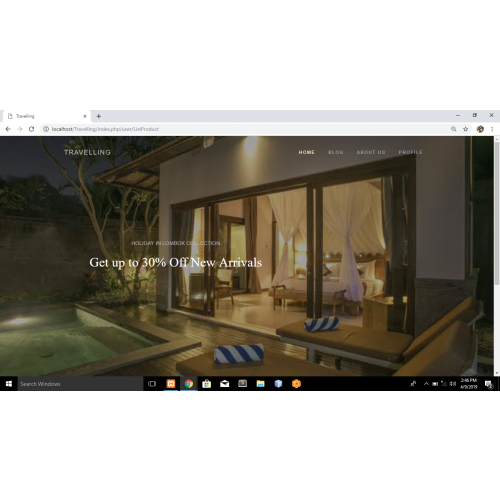 Travelling
localhost/Travelling/index.php/user/ListProduct
TRAVELLING
HOME BLOG ABOUT US PROFILE
HOLIDAY IN LOMBOK COLLECTION
Get up to 30% Off New Arrivals
Search Windows
2:46 PM
4/9/2019